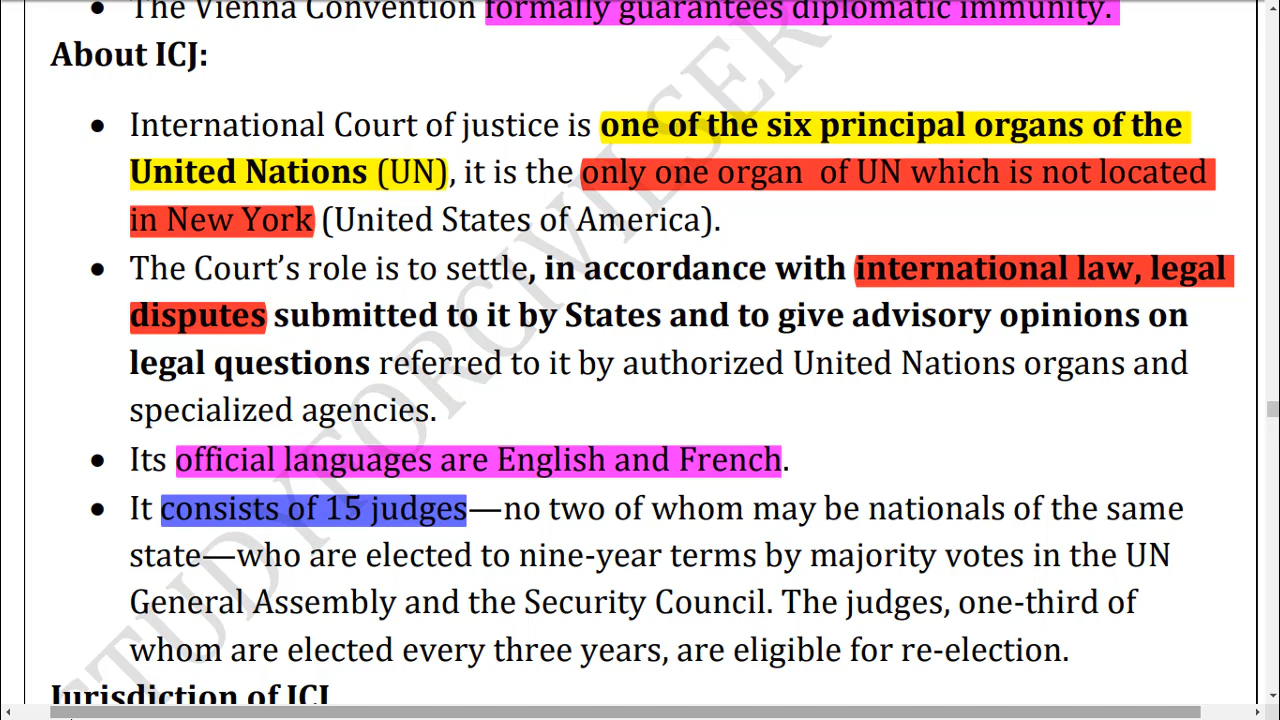 • The Vienna Convention formally guarantees diplomatic immunity.
About ICJ:
• International Court of justice is one of the six principal organs of the
United Nations (UN), it is the only one organ  of UN which is not located
in New York (United States of America).
• The Court’s role is to settle, in accordance with international law, legal
disputes submitted to it by States and to give advisory opinions on
legal questions referred to it by authorized United Nations organs and
specialized agencies.
• Its official languages are English and French.
• It consists of 15 judges—no two of whom may be nationals of the same
state—who are elected to nine-year terms by majority votes in the UN
General Assembly and the Security Council. The judges, one-third of
whom are elected every three years, are eligible for re-election.
Jurisdiction of ICJ
STUDYFORCIVILSER